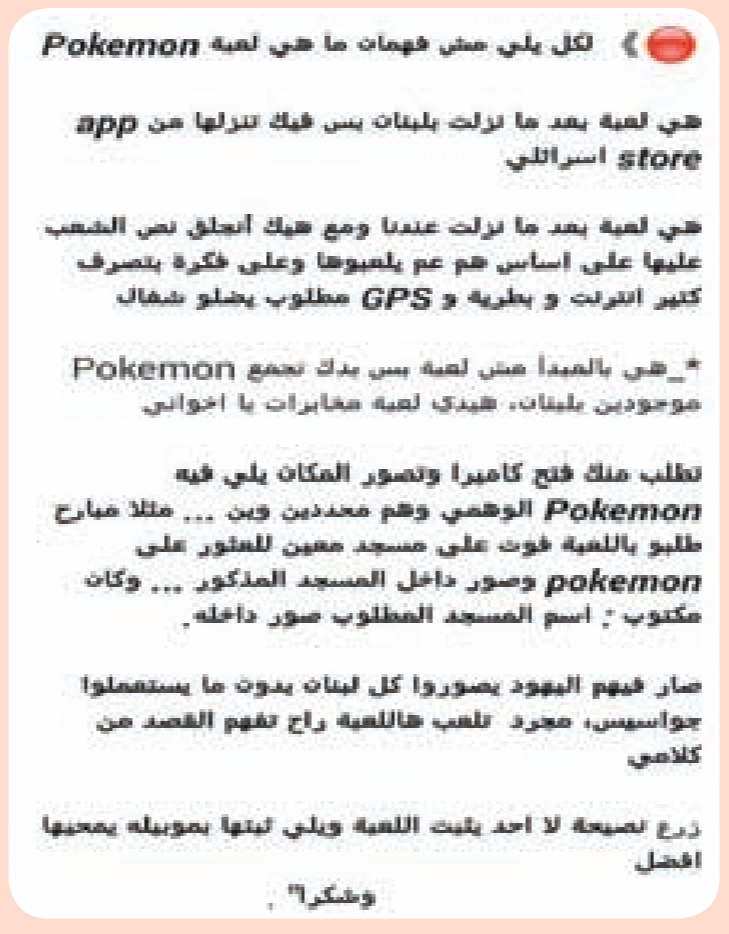 لكل يلي مش فهمان ما هي لعبة Pokemon
هي لعبة بعد ما نزلت بلبنان بس فيك تنزلها من app
store اسرائلي
هي لعبة بعد ما نزلت عندنا ومع هيك أنجلق نص الشعب
عليها على اساس هم عم يلعبوها وعلى فكرة بتصرف
كتير انترنت و بطرية و GPS مطلوب يضلو شغال
*_هي بالمبدأ مش لعبة بس بدك تجمع Pokemon
موجودين بلبنان، هيدي لعبة مخابرات يا اخواني
تطلب منك فتح كاميرا وتصور المكان يلي فيه
Pokemon الوهمي وهم محددين وين ... مثلا مبارح
طلبو باللعبة فوت على مسجد معين للعثور على
pokemon وصور داخل المسجد المذكور ... وكان
مكتوب : اسم المسجد المطلوب صور داخله.
صار فيهم اليهود يصوروا كل لبنان بدون ما يستعملوا
جواسيس، مجرد تلعب هاللعبة راح تفهم القصد من
كلامي
زرع نصيحة لا احد يثبت اللعبة ويلي ثبتها بموبيله يمحيها
افضل
وشكرا" .